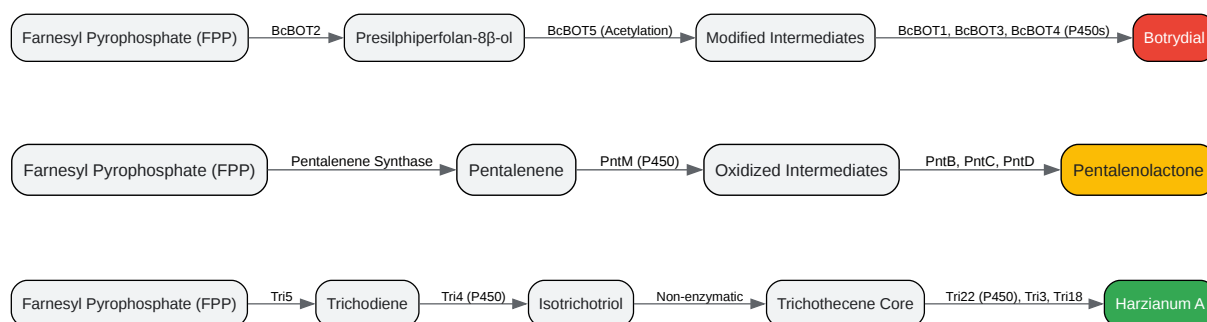 Farnesyl Pyrophosphate (FPP)
BcBOT2
Presilphiperfolan-8β-ol
BcBOT5 (Acetylation)
Modified Intermediates
BcBOT1, BcBOT3, BcBOT4 (P450s)
Botrydial
Farnesyl Pyrophosphate (FPP)
Pentalenene Synthase
Pentalenene
PntM (P450)
Oxidized Intermediates
PntB, PntC, PntD
Pentalenolactone
Farnesyl Pyrophosphate (FPP)
Tri5
Trichodiene
Tri4 (P450)
Isotrichotriol
Non-enzymatic
Trichothecene Core
Tri22 (P450), Tri3, Tri18
Harzianum A